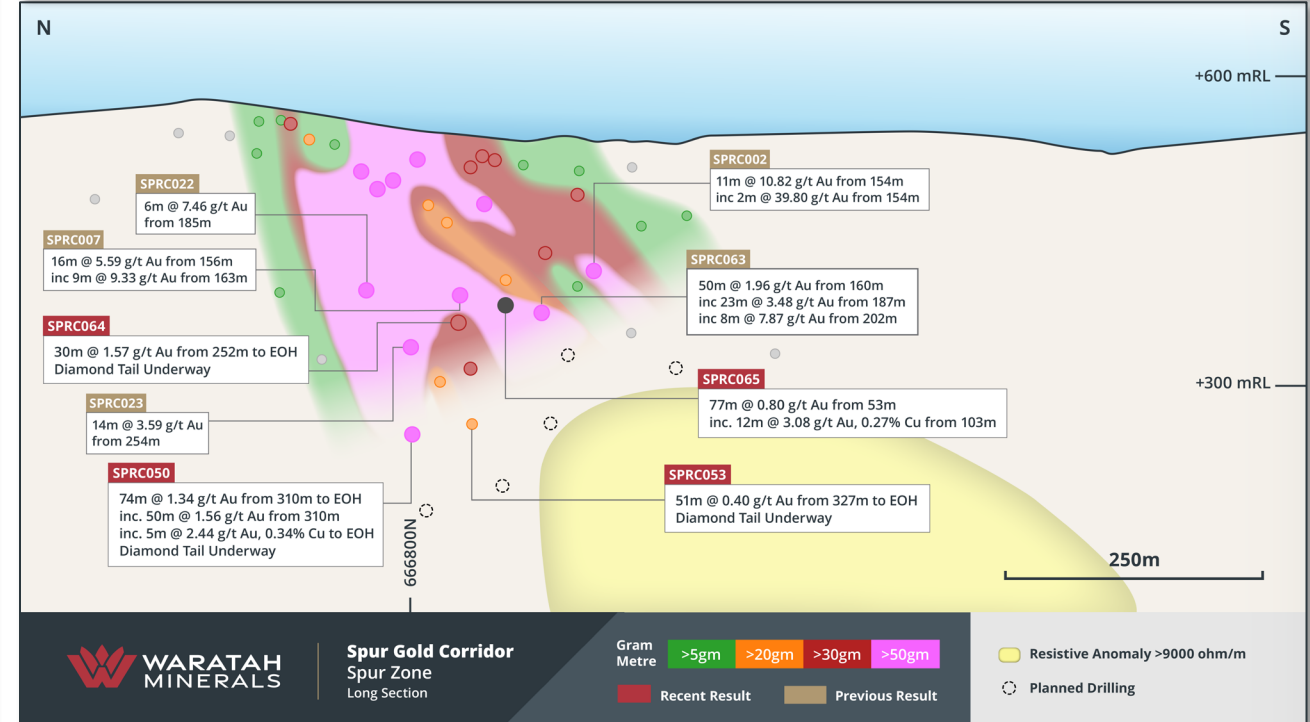 N
S
+600 mRL
SPRC002
11m @ 10.82 g/t Au from 154m
inc 2m @ 39.80 g/t Au from 154m
SPRC022
6m @ 7.46 g/t Au
from 185m
SPRC007
16m @ 5.59 g/t Au from 156m
inc 9m @ 9.33 g/t Au from 163m
SPRC063
50m @ 1.96 g/t Au from 160m
inc 23m @ 3.48 g/t Au from 187m
inc 8m @ 7.87 g/t Au from 202m
SPRC064
30m @ 1.57 g/t Au from 252m to EOH
Diamond Tail Underway
+300 mRL
SPRC065
77m @ 0.80 g/t Au from 53m
inc. 12m @ 3.08 g/t Au, 0.27% Cu from 103m
SPRC023
14m @ 3.59 g/t Au
from 254m
SPRC050
74m @ 1.34 g/t Au from 310m to EOH
inc. 50m @ 1.56 g/t Au from 310m
inc. 5m @ 2.44 g/t Au, 0.34% Cu to EOH
Diamond Tail Underway
SPRC053
51m @ 0.40 g/t Au from 327m to EOH
Diamond Tail Underway
666800N
250m
WARATAH
MINERALS
Spur Gold Corridor
Spur Zone
Long Section
Gram
Metre
>5gm
>20gm
>30gm
>50gm
Recent Result
Previous Result
Resistive Anomaly >9000 ohm/m
Planned Drilling